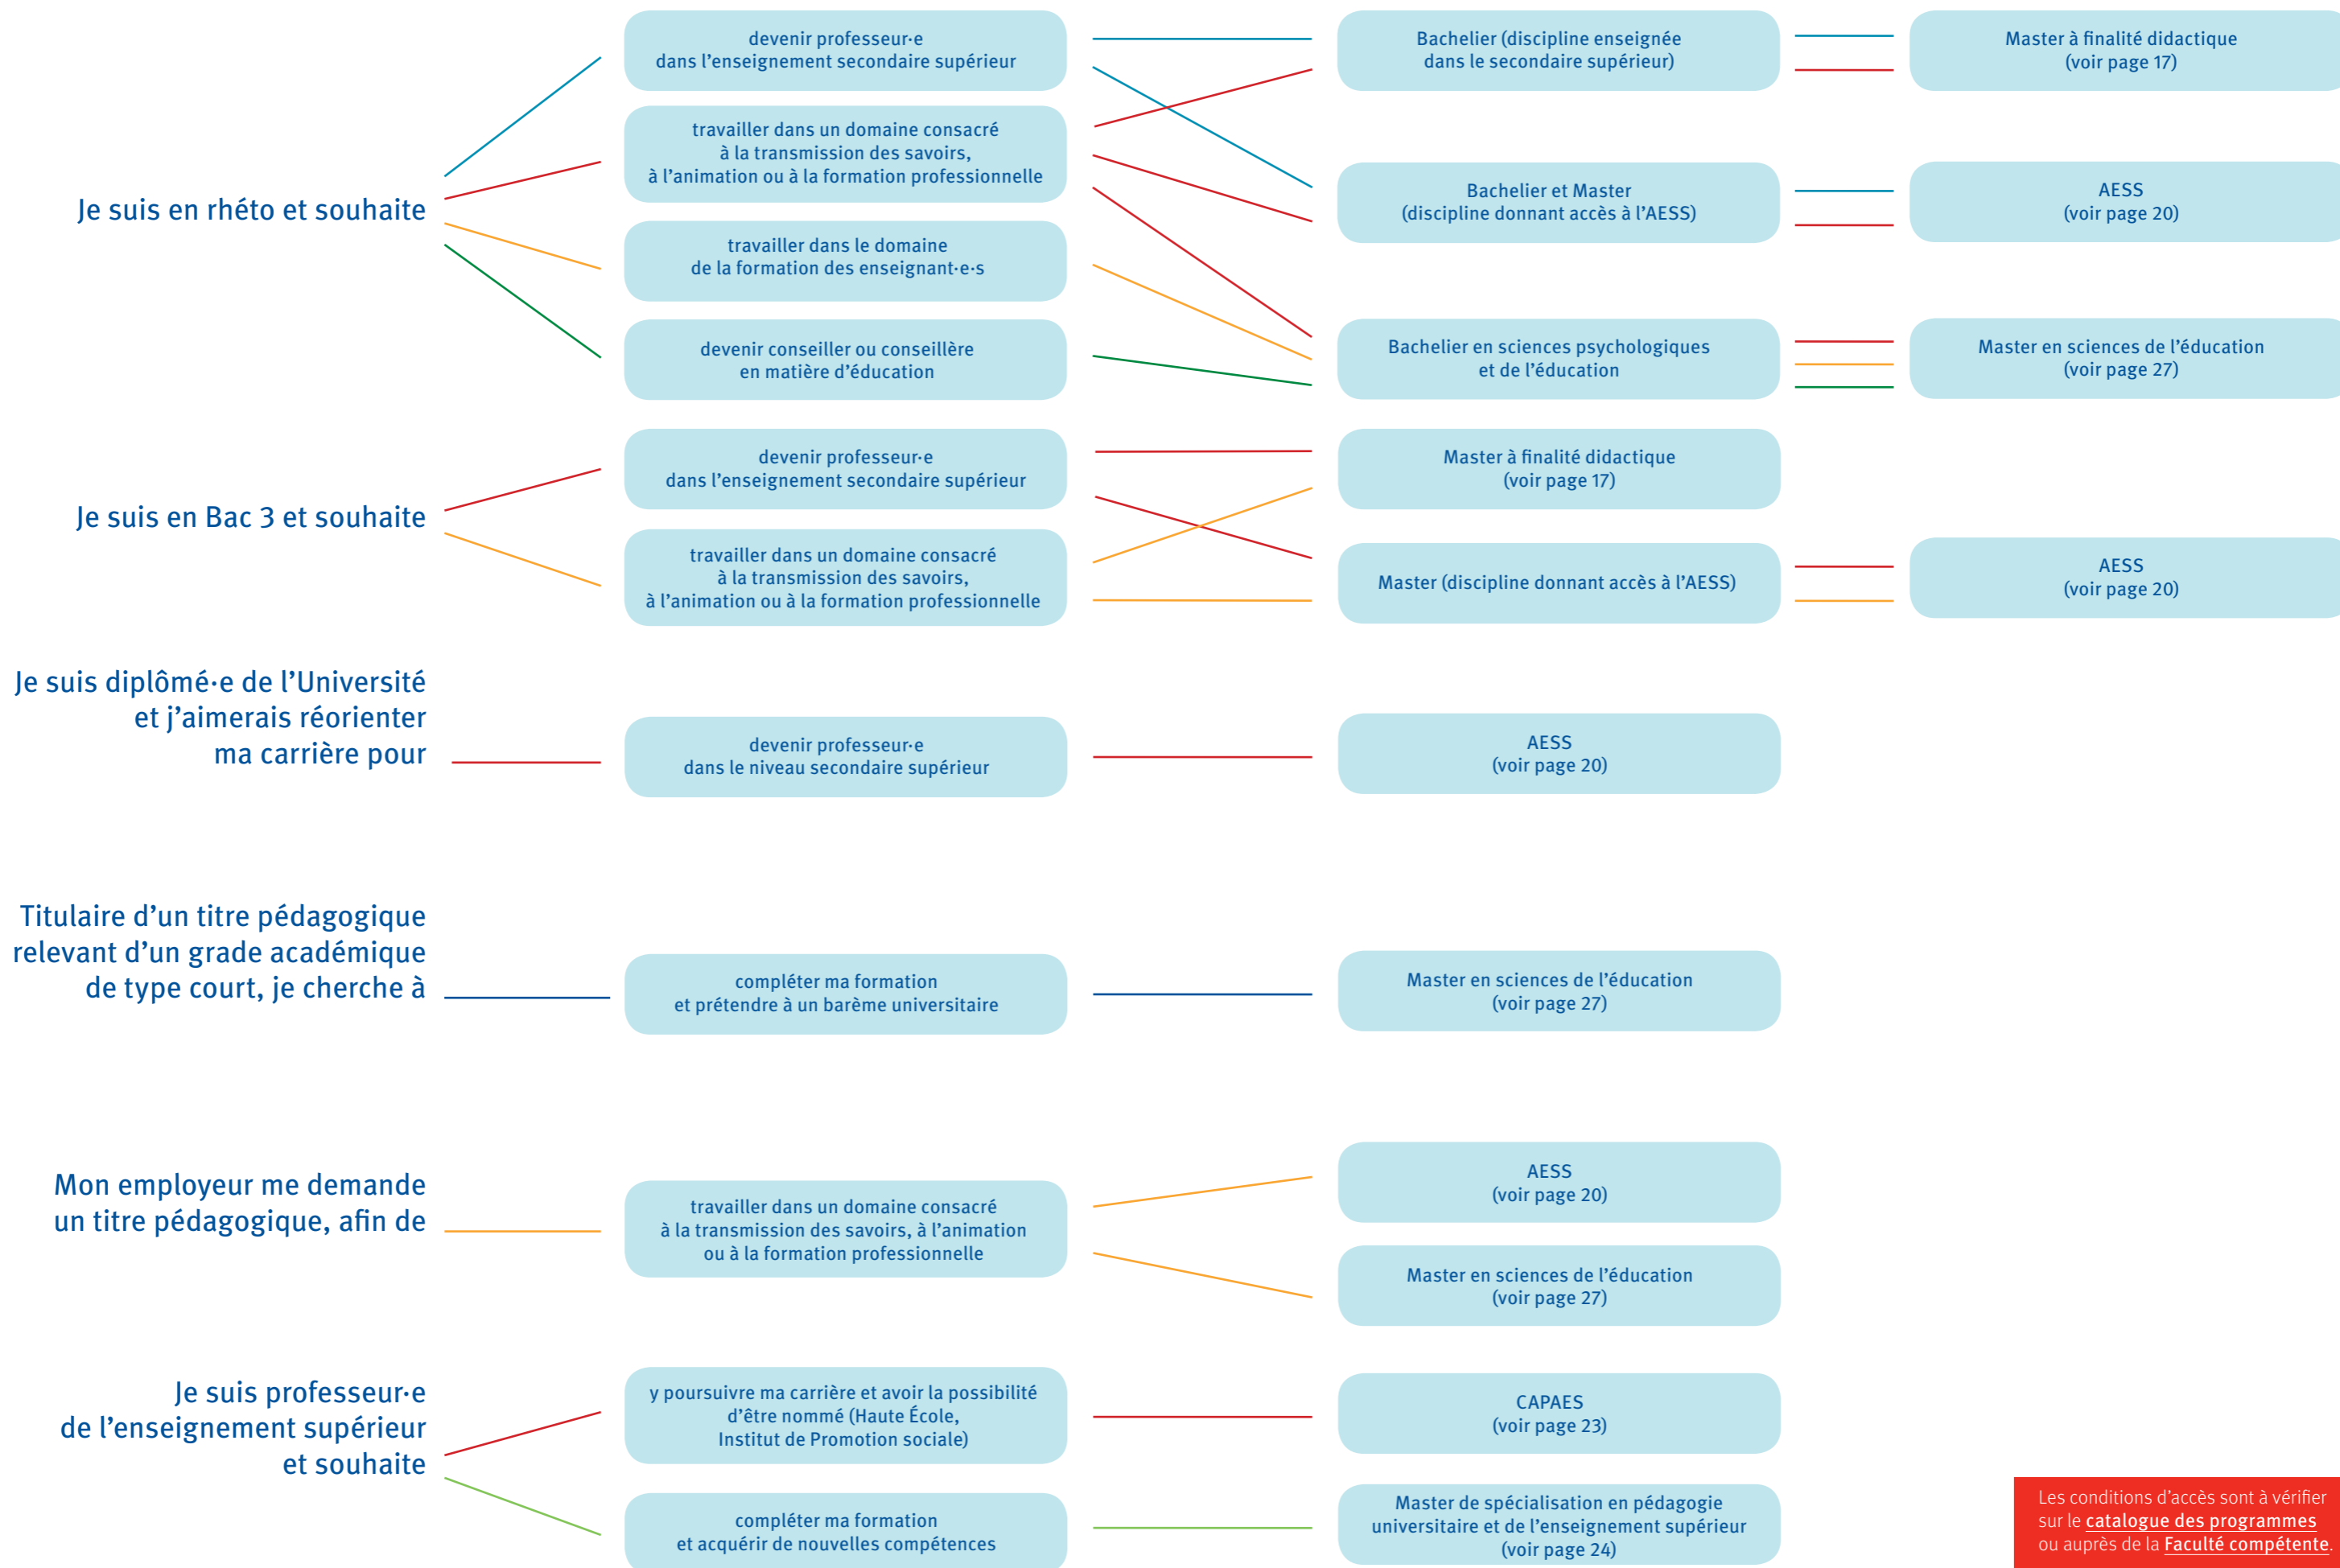 Je suis en rhéto et souhaite
devenir professeur·e
dans l’enseignement secondaire supérieur
travailler dans un domaine consacré
à la transmission des savoirs,
à l’animation ou à la formation professionnelle
travailler dans le domaine
de la formation des enseignant·e·s
devenir conseiller ou conseillère
en matière d’éducation
Bachelier (discipline enseignée
dans le secondaire supérieur)
Bachelier et Master
(discipline donnant accès à l’AESS)
Bachelier en sciences psychologiques
et de l’éducation
Master à finalité didactique
(voir page 17)
AESS
(voir page 20)
Master en sciences de l’éducation
(voir page 27)
Je suis en Bac 3 et souhaite
devenir professeur·e
dans l’enseignement secondaire supérieur
travailler dans un domaine consacré
à la transmission des savoirs,
à l’animation ou à la formation professionnelle
Master à finalité didactique
(voir page 17)
Master (discipline donnant accès à l’AESS)
AESS
(voir page 20)
Je suis diplômé·e de l’Université
et j’aimerais réorienter
ma carrière pour
devenir professeur·e
dans le niveau secondaire supérieur
AESS
(voir page 20)
Titulaire d’un titre pédagogique
relevant d’un grade académique
de type court, je cherche à
compléter ma formation
et prétendre à un barème universitaire
Master en sciences de l’éducation
(voir page 27)
Mon employeur me demande
un titre pédagogique, afin de
travailler dans un domaine consacré
à la transmission des savoirs, à l’animation
ou à la formation professionnelle
AESS
(voir page 20)
Master en sciences de l’éducation
(voir page 27)
Je suis professeur·e
de l’enseignement supérieur
et souhaite
y poursuivre ma carrière et avoir la possibilité
d’être nommé (Haute École,
Institut de Promotion sociale)
CAPAES
(voir page 23)
compléter ma formation
et acquérir de nouvelles compétences
Master de spécialisation en pédagogie
universitaire et de l’enseignement supérieur
(voir page 24)
Les conditions d’accès sont à vérifier
sur le catalogue des programmes
ou auprès de la Faculté compétente.